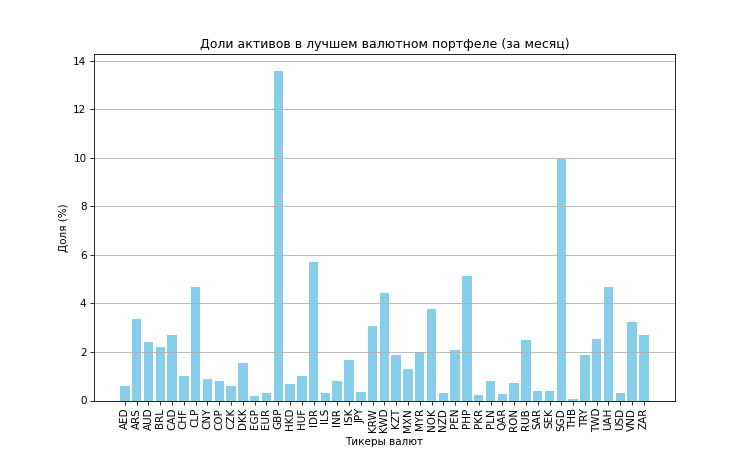 Доли активов в лучшем валютном портфеле (за месяц)
14
12
10
8
6
4
2
0
Доля (%)
AED ARS AUD BRL CAD CHF CLP CNY COP CZK DKK EGP EUR GBP HKD HUF IDR ILS INR ISK JPY KRW KWD KZT MXN MYR NOK NZD PEN PHP PKR PLN QAR RON RUB SAR SEK SGD THB TRY TWD UAH USD VND ZAR
Тикеры валют